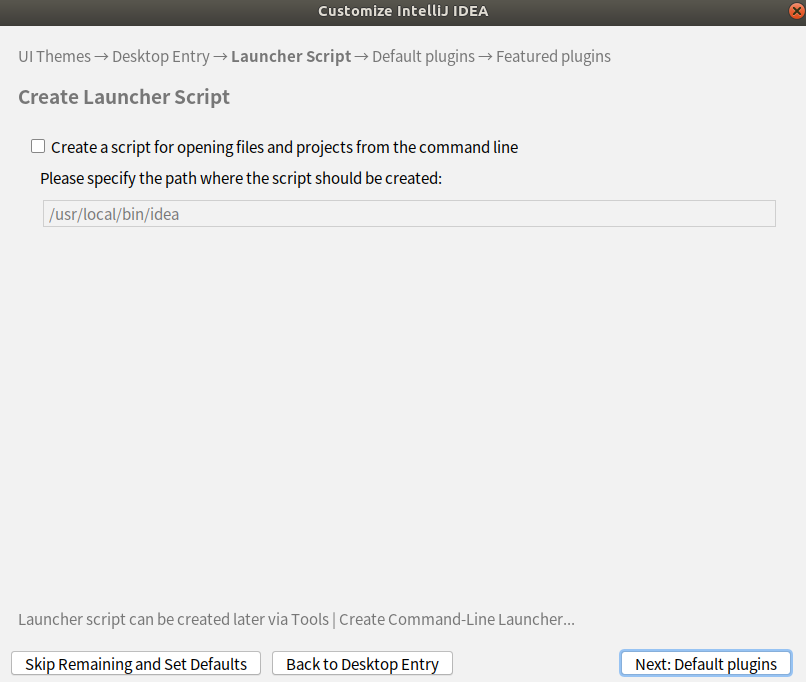 Customize IntelliJ IDEA
UI Themes → Desktop Entry → Launcher Script → Default plugins → Featured plugins
Create Launcher Script
Create a script for opening files and projects from the command line
Please specify the path where the script should be created:
/usr/local/bin/idea
Launcher script can be created later via Tools | Create Command-Line Launcher...
Skip Remaining and Set Defaults
Back to Desktop Entry
Next: Default plugins